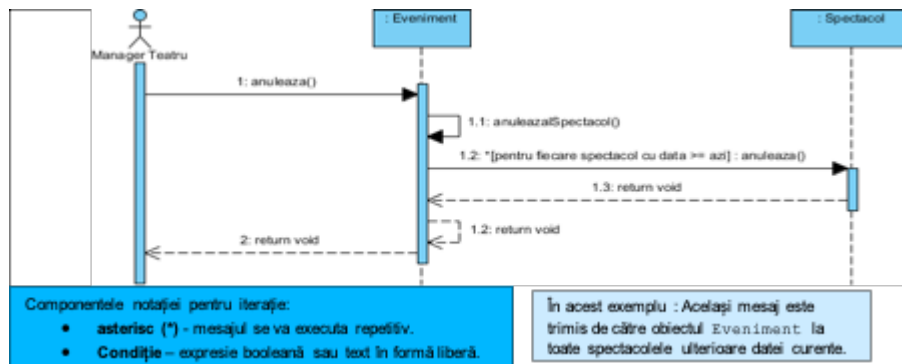 : Eveniment
: Spectacol
Manager Teatru
1: anuleaza()
1.1: anuleazalSpectacol()
1.2: *[pentru fiecare spectacol cu data >= azi] : anuleaza()
1.3: return void
1.2: return void
2: return void
Componentele notației pentru iterație:
• asterisc (*) - mesajul se va executa repetitiv.
• Condiție – expresie booleană sau text în formă liberă.
În acest exemplu : Același mesaj este
trimis de către obiectul Eveniment la
toate spectacolele ulterioare datei curente.